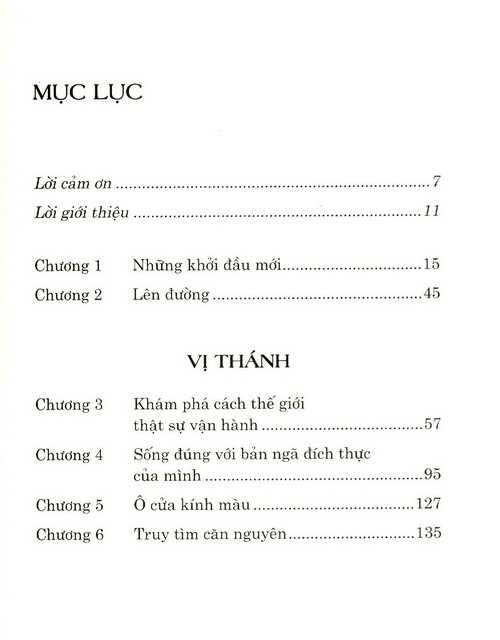 MỤC LỤC
Lời cảm ơn ................................................................ 7
Lời giới thiệu ........................................................... 11
Chương 1 Những khởi đầu mới............................. 15
Chương 2 Lên đường ........................................... 45
VỊ THÁNH
Chương 3 Khám phá cách thế giới
thật sự vận hành ................................. 57
Chương 4 Sống đúng với bản ngã đích thực
của mình ............................................. 95
Chương 5 Ô cửa kính màu ................................. 127
Chương 6 Truy tìm căn nguyên.......................... 135